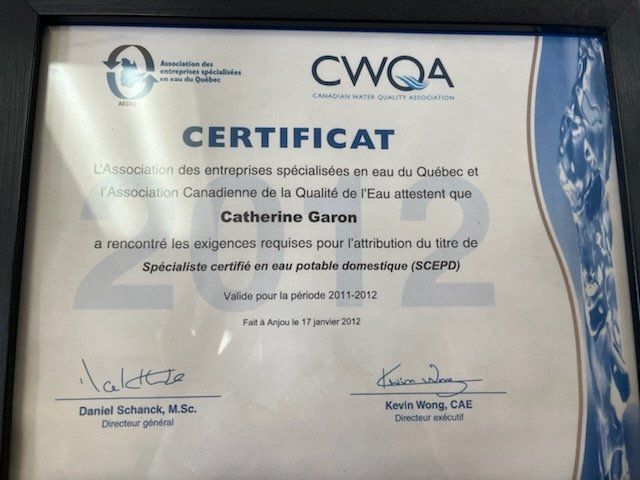 Association des
entreprises spécialisées
en eau du Québec
AESEQ
CWQA
CANADIAN WATER QUALITY ASSOCIATION
CERTIFICAT
2012
L'Association des entreprises spécialisées en eau du Québec et
l'Association Canadienne de la Qualité de l'Eau attestent que
Catherine Garon
a rencontré les exigences requises pour l'attribution du titre de
Spécialiste certifié en eau potable domestique (SCEPD)
Valide pour la période 2011-2012
Fait à Anjou le 17 janvier 2012
Kevin Wong
Daniel Schanck, M.Sc.
Directeur général
Kevin Wong, CAE
Directeur exécutif